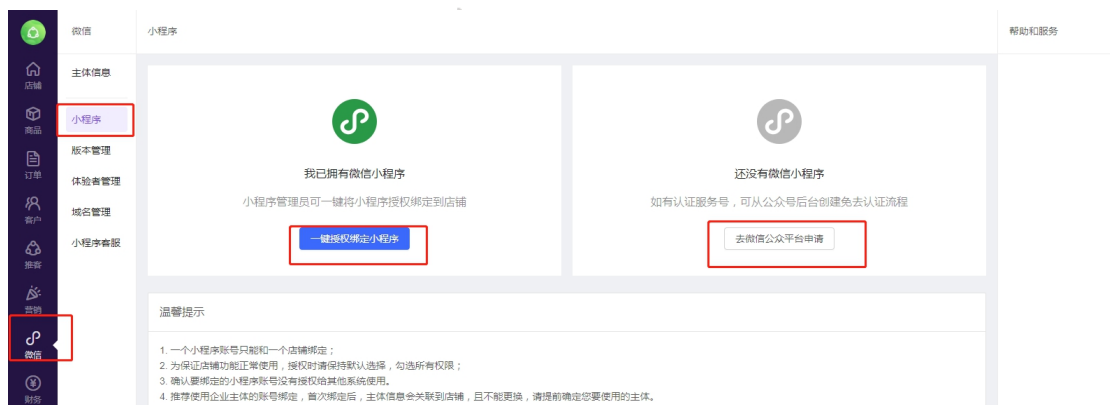 微信
小程序
帮助和服务
店铺
商品
订单
客户
推客
营销
微信
财务
主体信息
小程序
版本管理
体验者管理
域名管理
小程序客服
我已拥有微信小程序
小程序管理员可一键将小程序授权绑定到店铺
一键授权绑定小程序
还没有微信小程序
如有认证服务号，可从公众号后台创建免去认证流程
去微信公众平台申请
温馨提示
1. 一个小程序账号只能和一个店铺绑定；
2. 为保证店铺功能正常使用，授权时请保持默认选择，勾选所有权限；
3. 确认要绑定的小程序账号没有授权给其他系统使用。
4. 推荐使用企业主体的账号绑定，首次绑定后，主体信息会关联到店铺，且不能更换，请提前确定您要使用的主体。